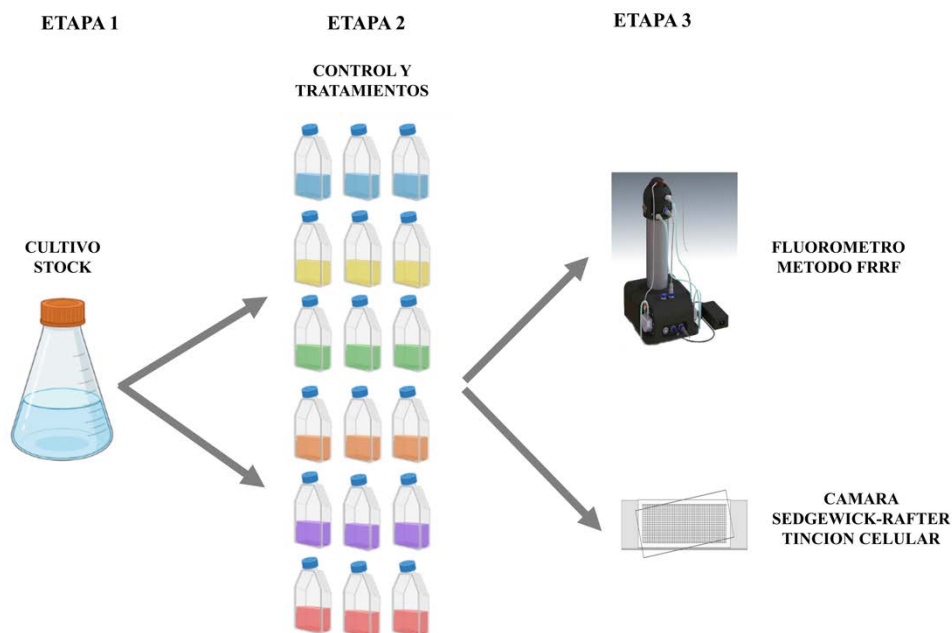 ETAPA 1
ETAPA 2
ETAPA 3
CONTROL Y
TRATAMIENTOS
CULTIVO
STOCK
FLUOROMETRO
METODO FRRF
CAMARA
SEDGEWICK-RAFTER
TINCION CELULAR